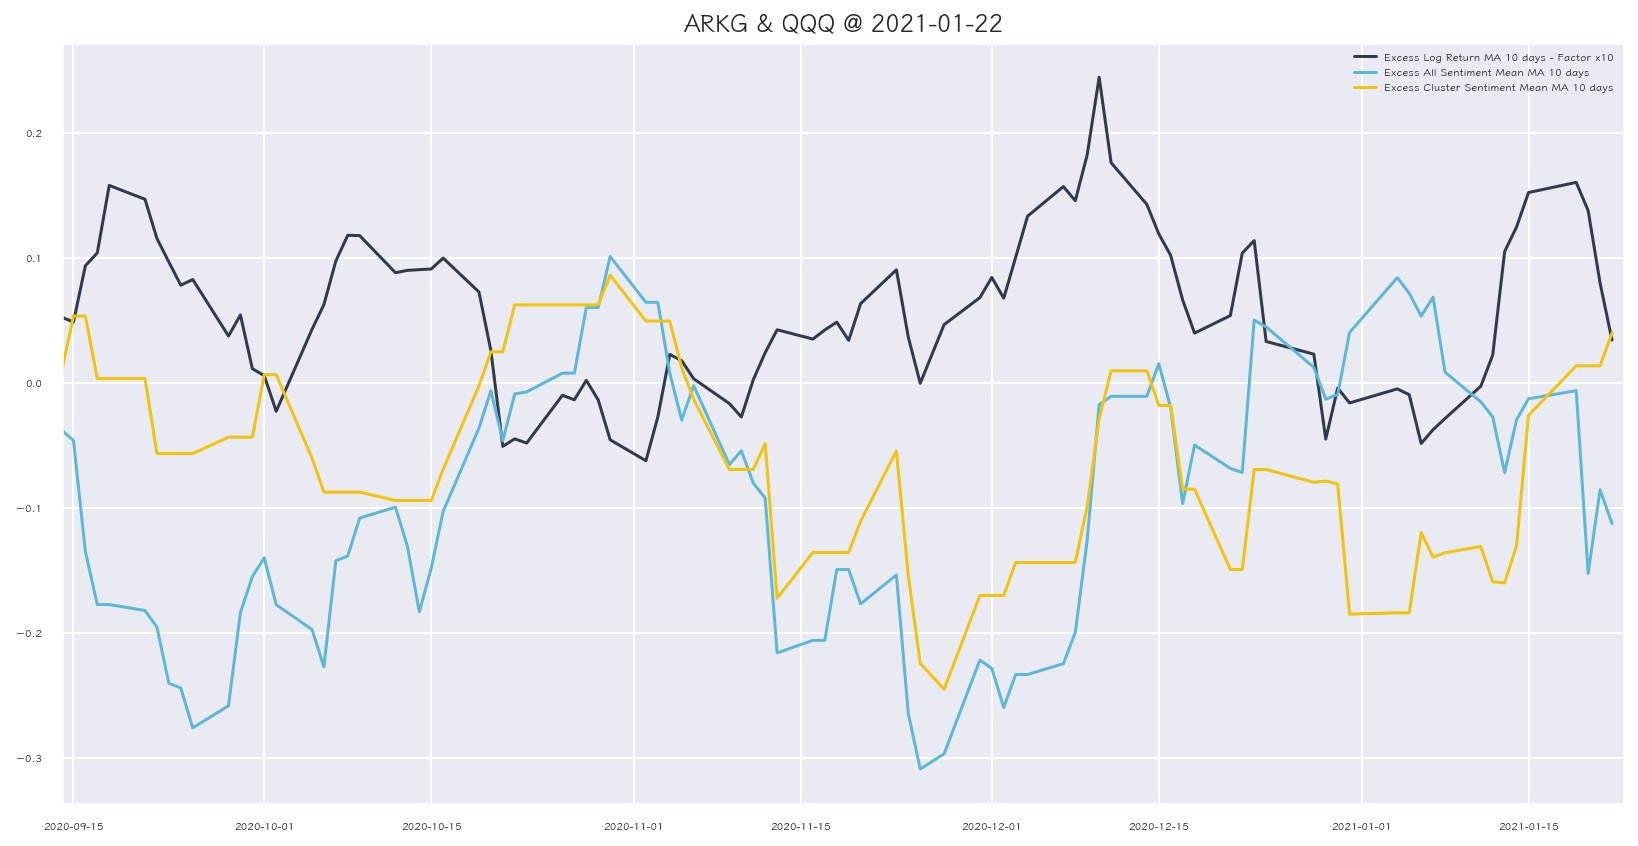 ARKG & QQQ @ 2021-01-22
Excess Log Return MA 10 days - Factor x10
Excess All Sentiment Mean MA 10 days
Excess Cluster Sentiment Mean MA 10 days
0.2
0.1
0.0
−0.1
−0.2
−0.3
2020-09-15 2020-10-01 2020-10-15 2020-11-01 2020-11-15 2020-12-01 2020-12-15 2021-01-01 2021-01-15